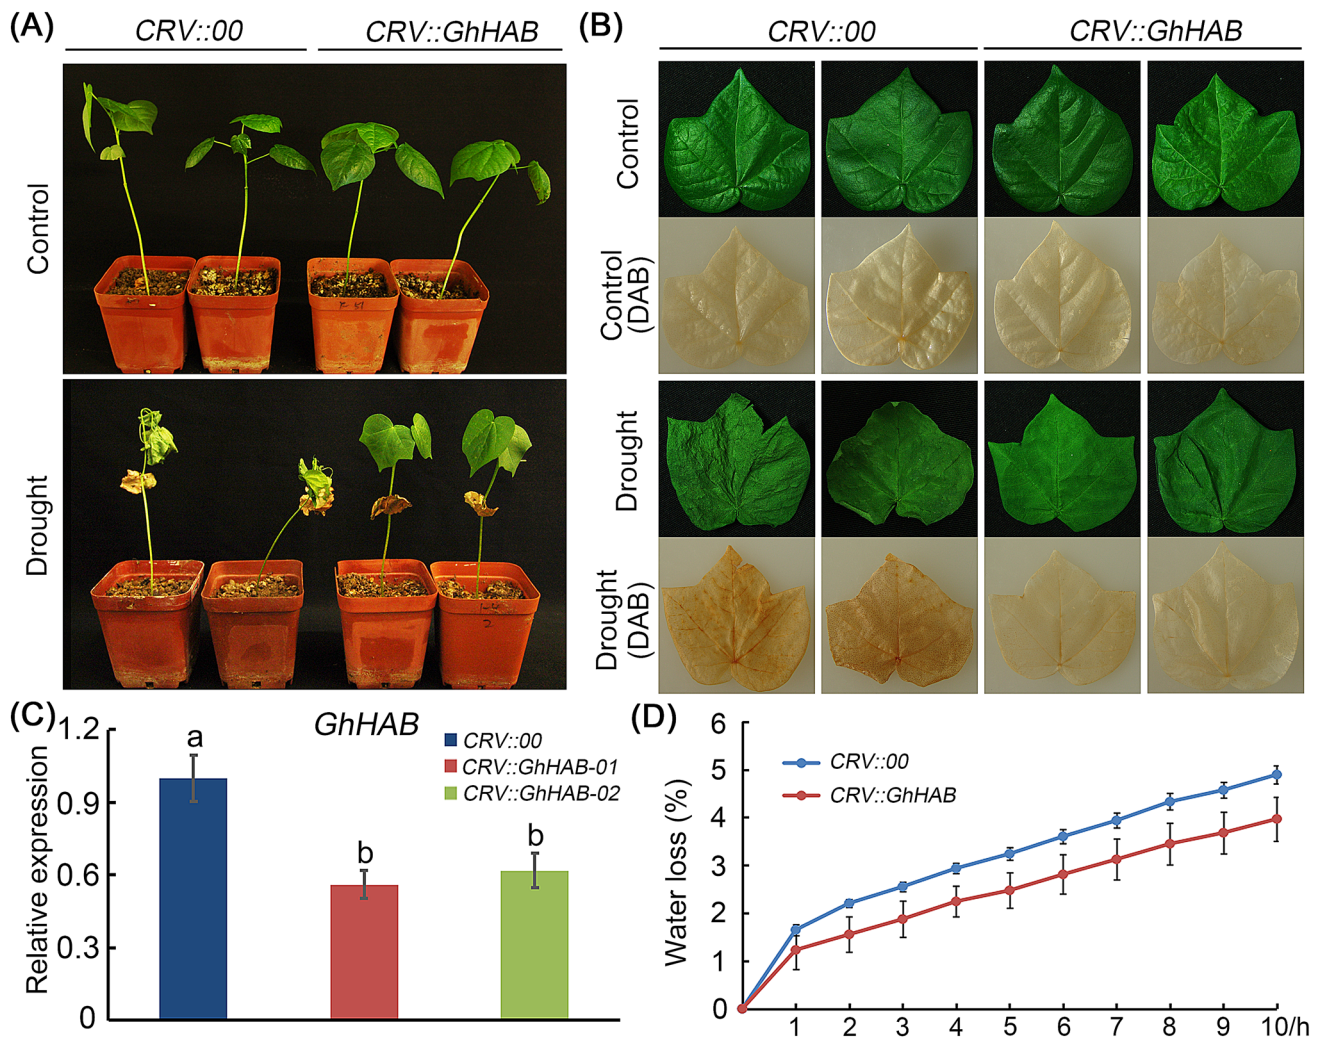 (A)
CRV::00
CRV::GhHAB
Control
Drought
(B)
CRV::00
CRV::GhHAB
Control
Control
(DAB)
Drought
Drought
(DAB)
(C)
GhHAB
Relative expression
1.2
0.9
0.6
0.3
0
a
b
b
CRV::00
CRV::GhHAB-01
CRV::GhHAB-02
(D)
Water loss (%)
6
5
4
3
2
1
0
CRV::00
CRV::GhHAB
1 2 3 4 5 6 7 8 9 10/h